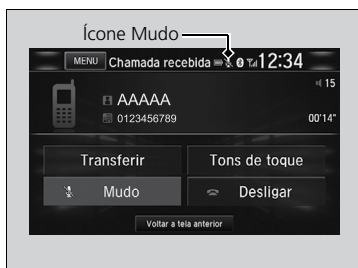 Ícone Mudo
MENU Chamada recebida 12:34
15
AAAAA
0123456789 00'14"
Transferir Tons de toque
Mudo Desligar
Voltar a tela anterior